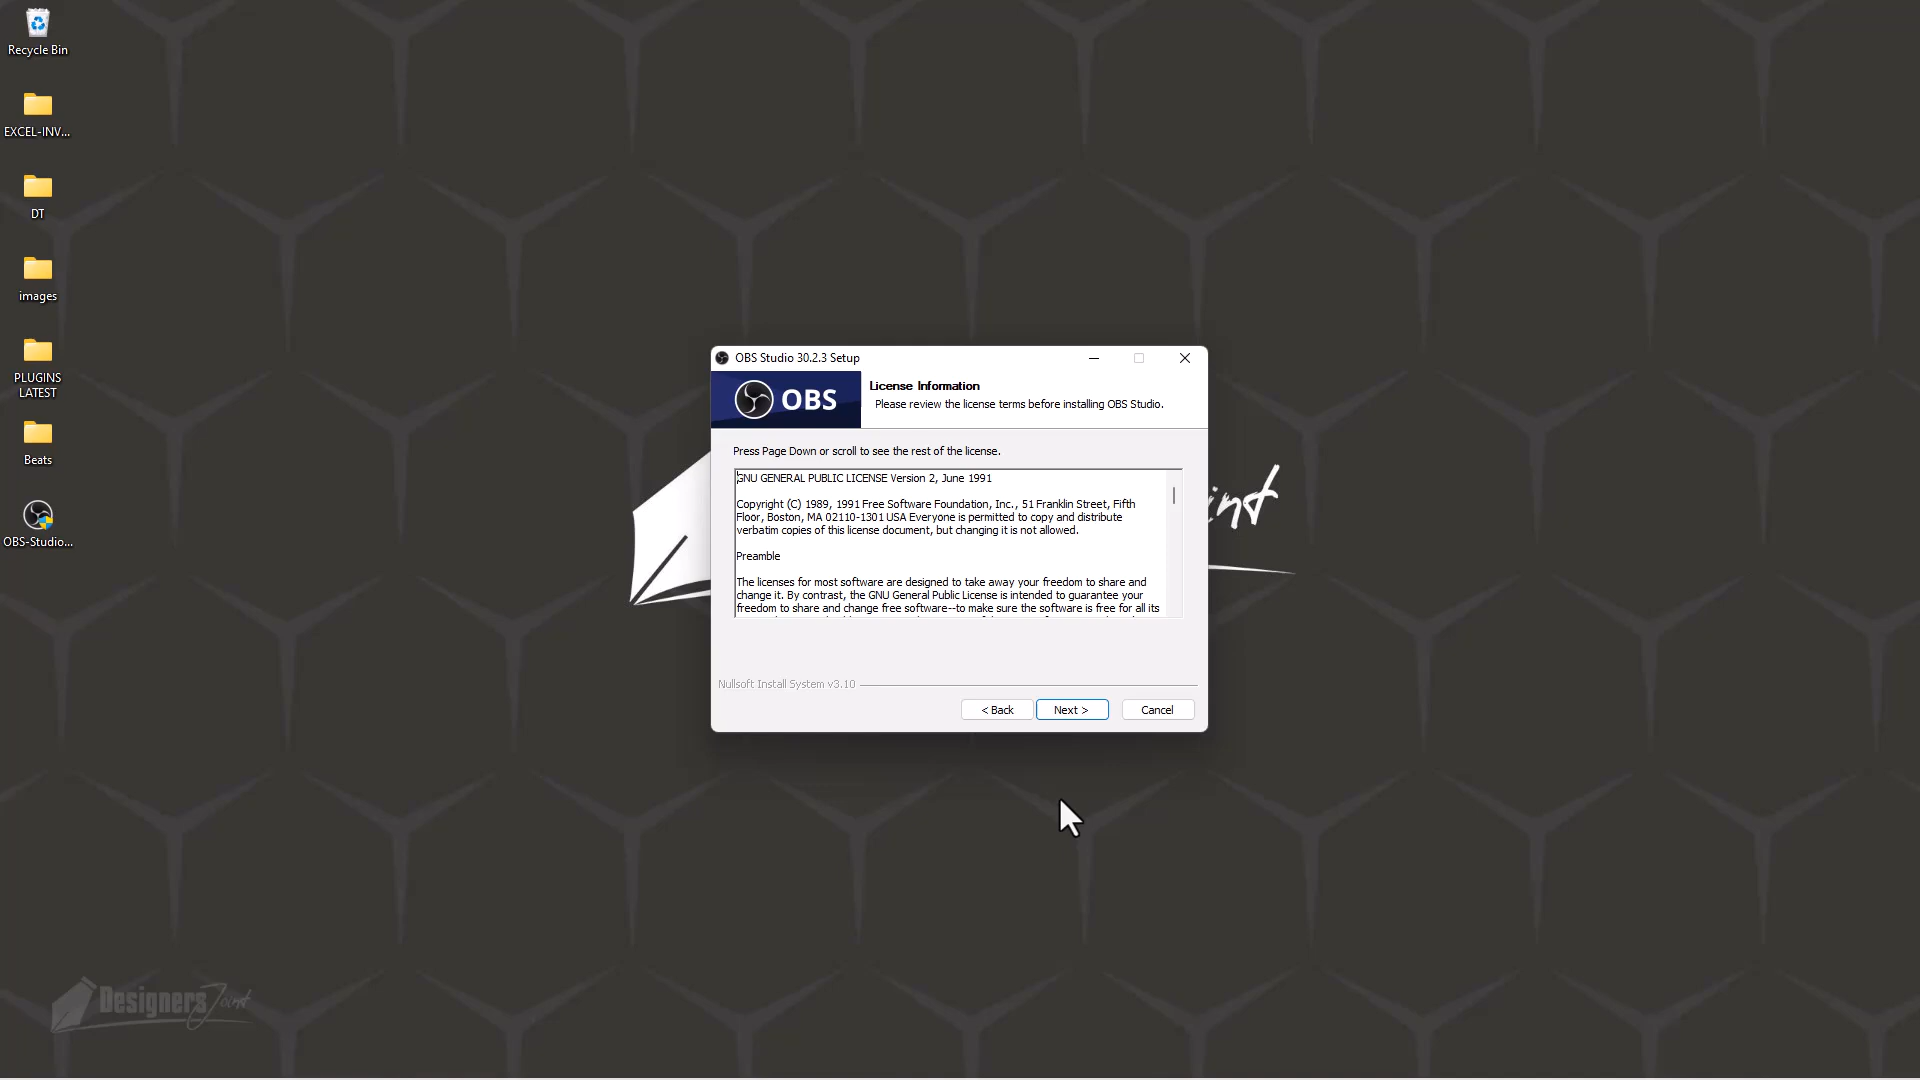 Recycle Bin
EXCEL-INV...
DT
images
PLUGINS
LATEST
Beats
OBS-Studio...
OBS Studio 30.2.3 Setup
OBS
License Information
Please review the license terms before installing OBS Studio.
Press Page Down or scroll to see the rest of the license.
GNU GENERAL PUBLIC LICENSE Version 2, June 1991
Copyright (C) 1989, 1991 Free Software Foundation, Inc., 51 Franklin Street, Fifth
Floor, Boston, MA 02110-1301 USA Everyone is permitted to copy and distribute
verbatim copies of this license document, but changing it is not allowed.
Preamble
The licenses for most software are designed to take away your freedom to share and
change it. By contrast, the GNU General Public License is intended to guarantee your
freedom to share and change free software--to make sure the software is free for all its
Nullsoft Install System v3.10
< Back
Next >
Cancel
Designers Joint